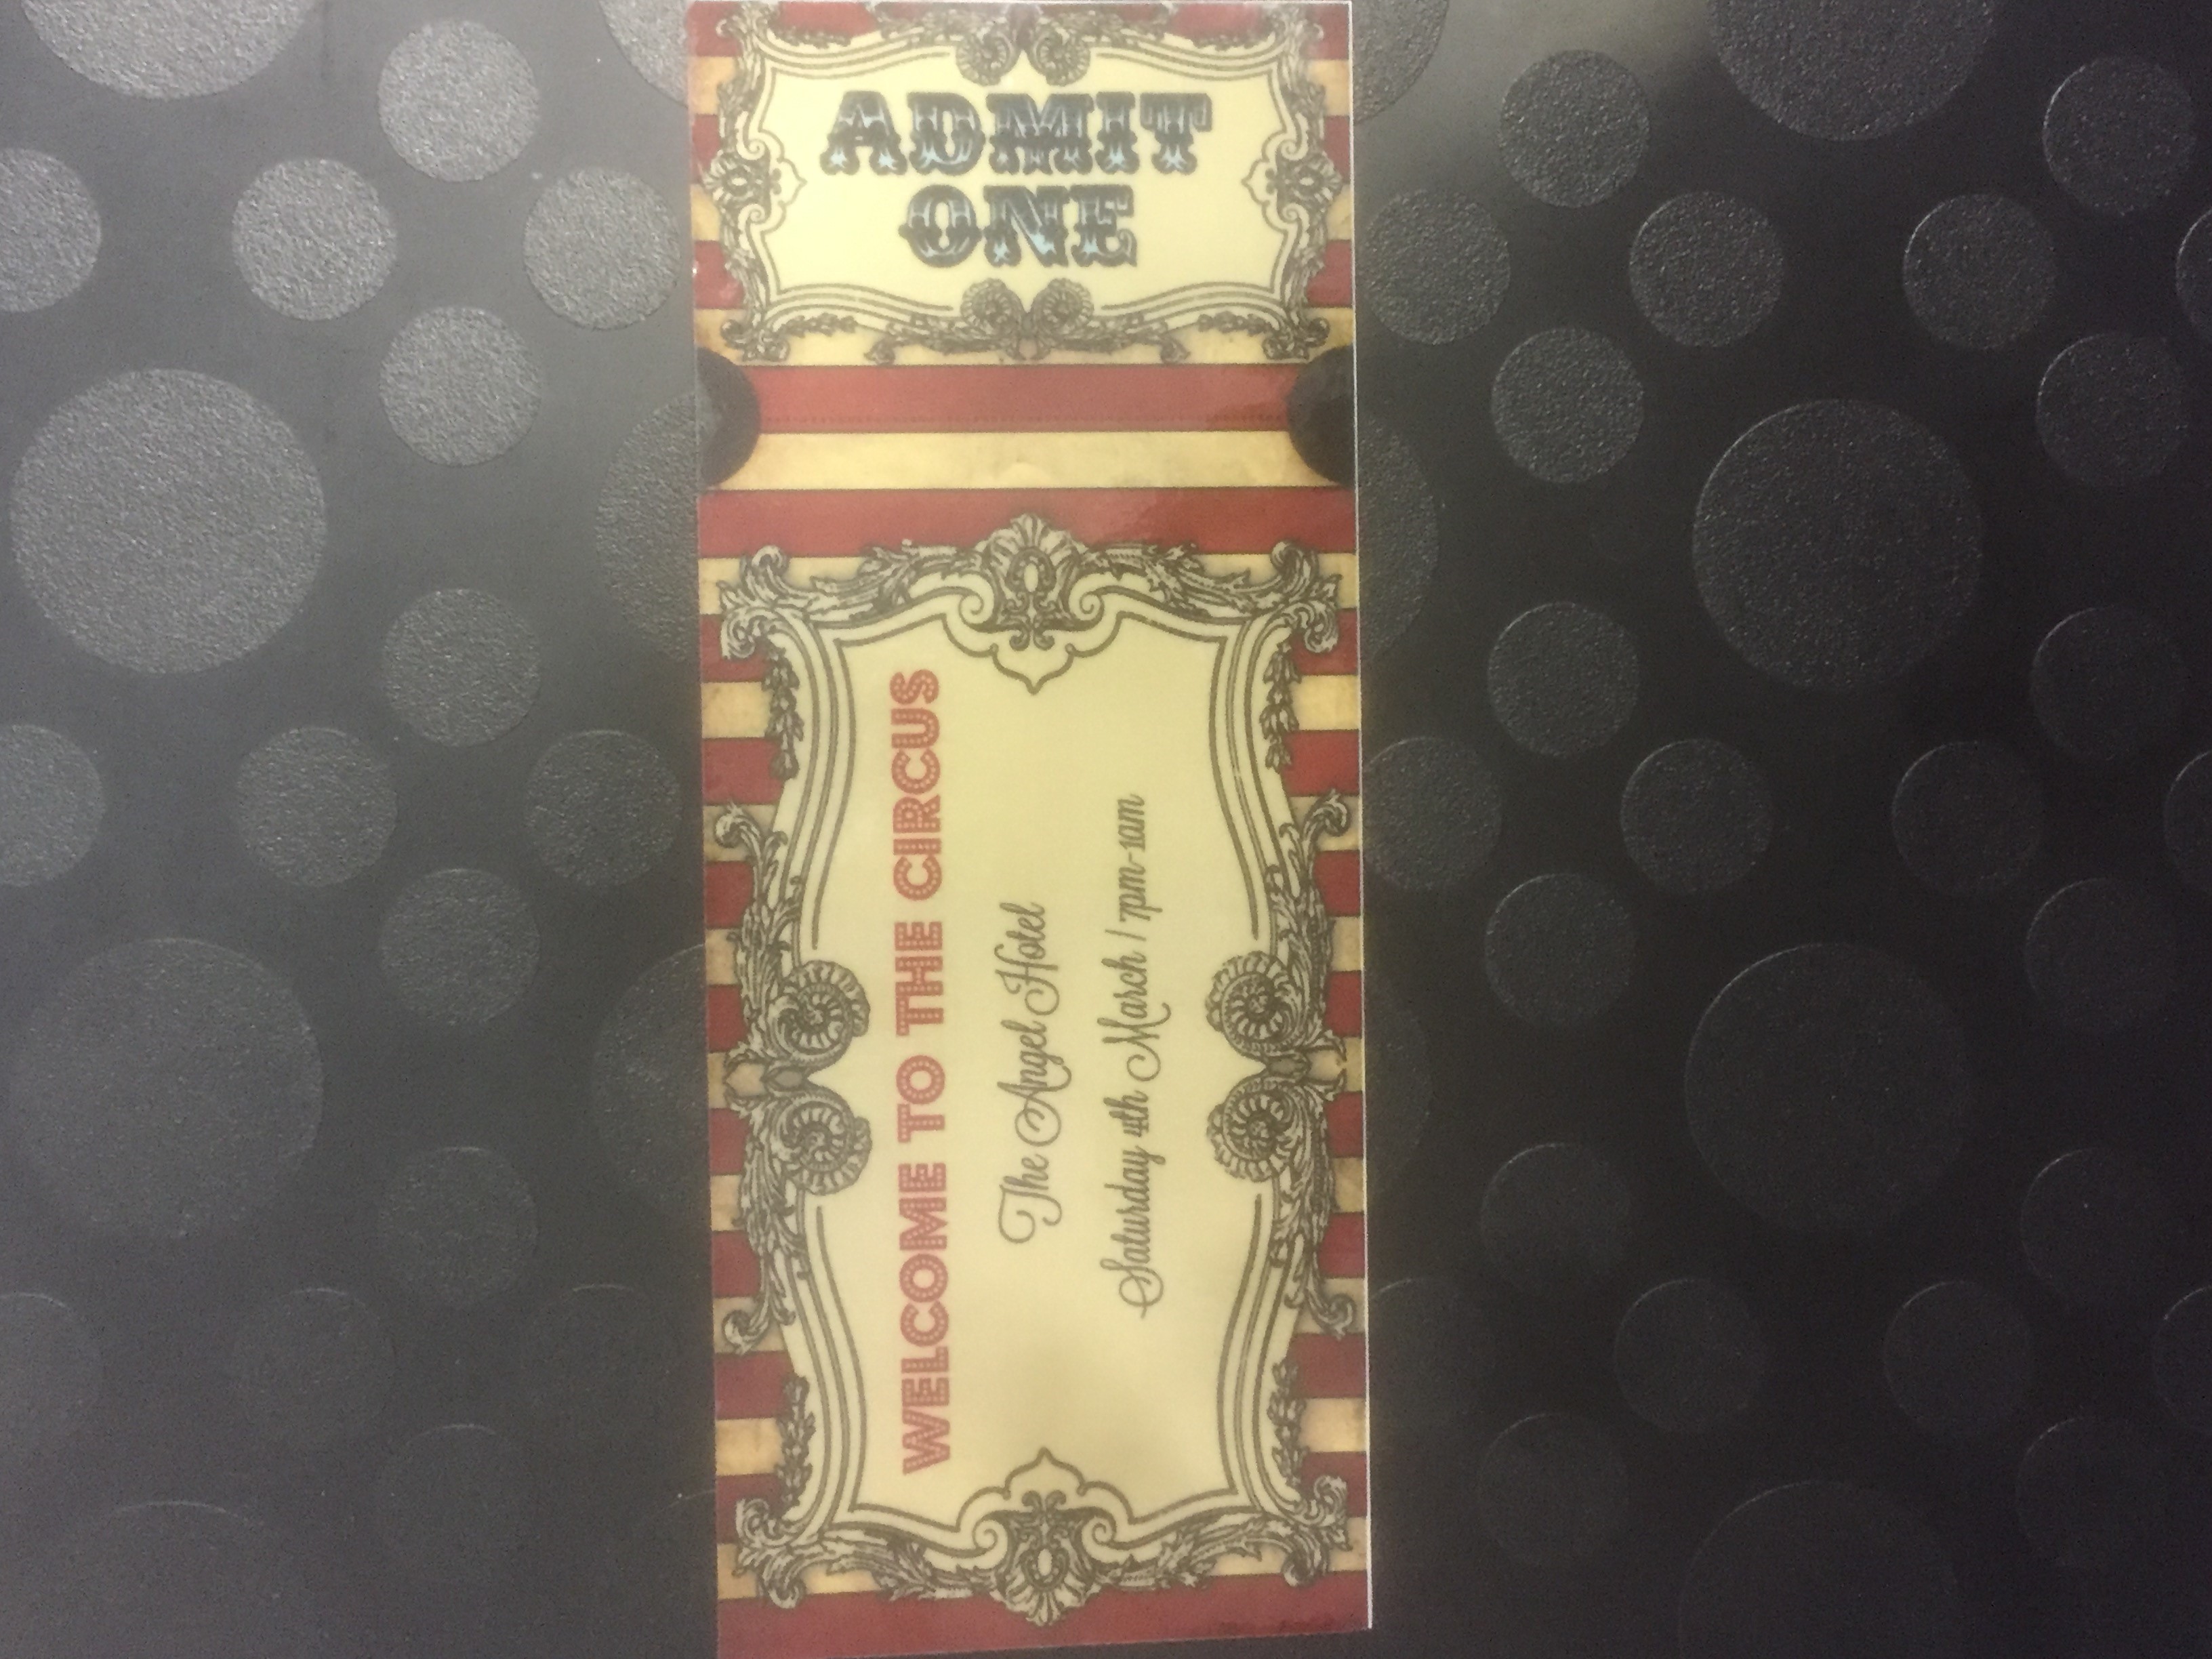 ADMIT
ONE
WELCOME TO THE CIRCUS
The Angel Hotel
Saturday 4th March / 7pm-1am